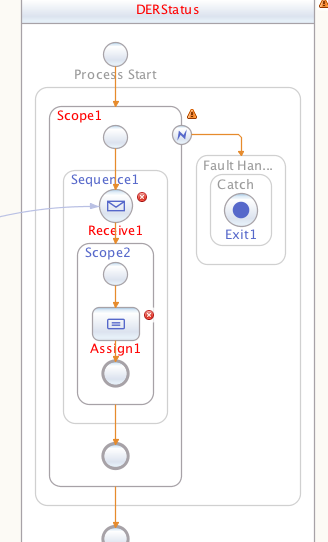 DERStatus
Process Start
Scope1
Fault Han...
Catch
Sequence1
Exit1
Receive1
Scope2
Assign1